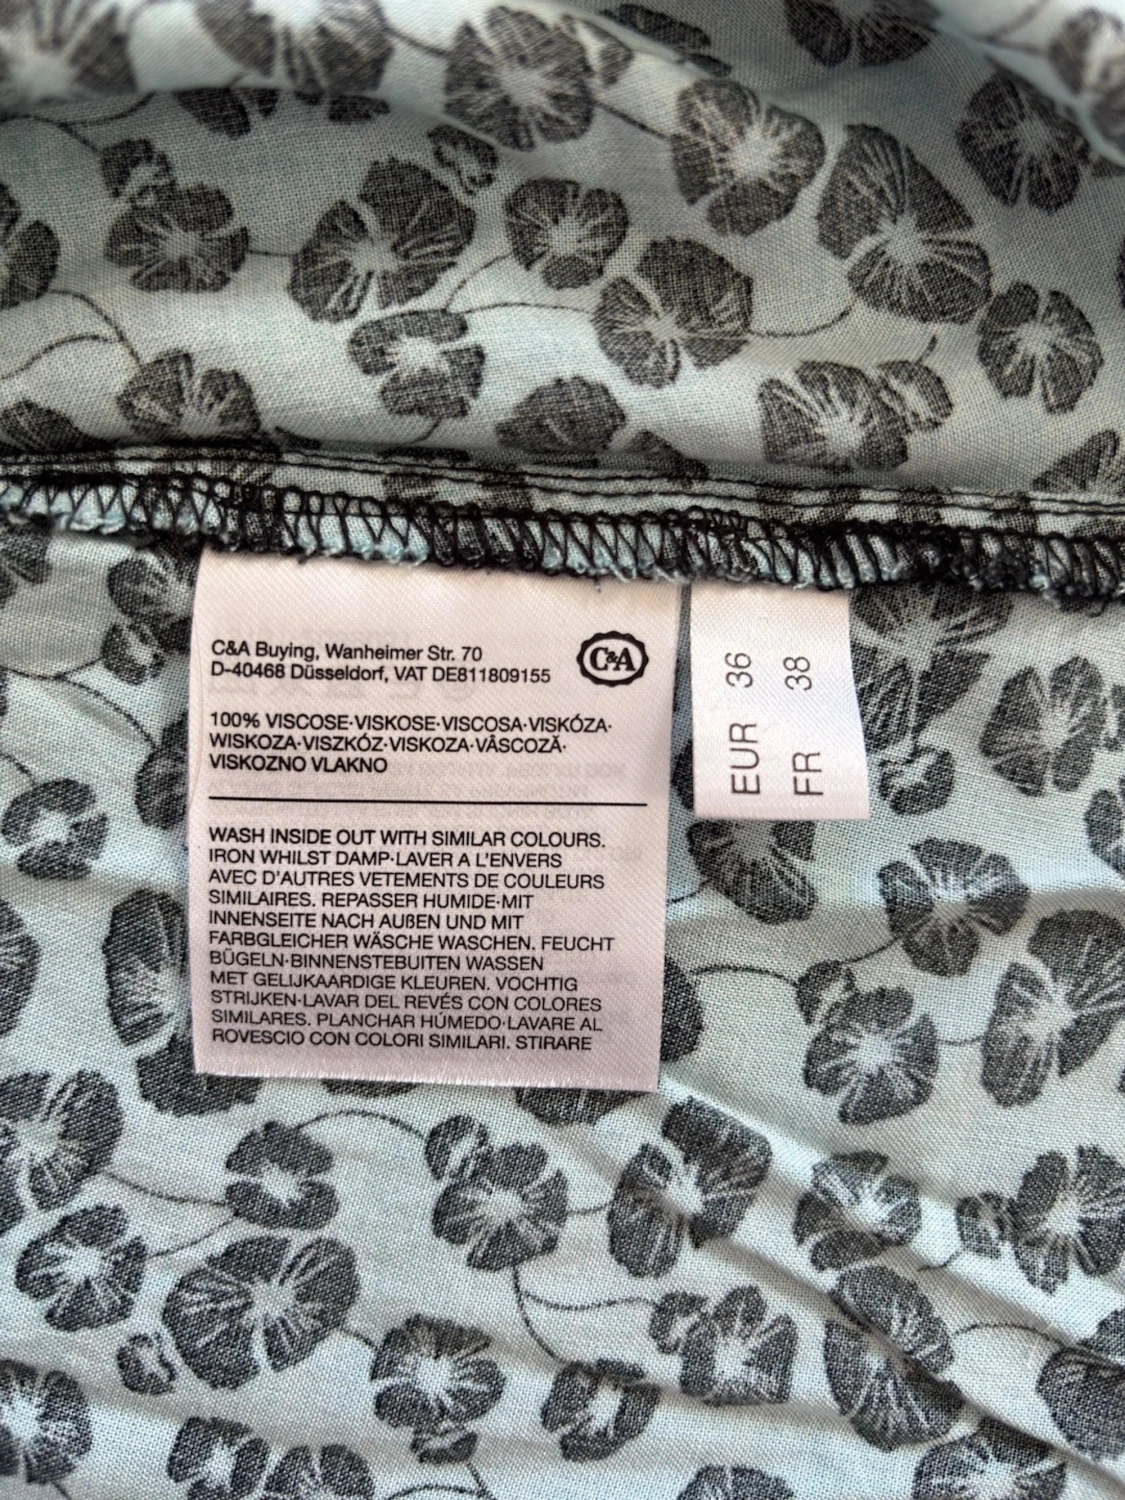 C&A Buying, Wanheimer Str. 70
D-40468 Düsseldorf, VAT DE811809155
C&A
100% VISCOSE·VISKOSE·VISCOSA·VISKÓZA·
WISKOZA·VISZKÓZ·VISKOZA·VÂSCOZĂ·
VISKOZNO VLAKNO
WASH INSIDE OUT WITH SIMILAR COLOURS.
IRON WHILST DAMP·LAVER A L'ENVERS
AVEC D'AUTRES VETEMENTS DE COULEURS
SIMILAIRES. REPASSER HUMIDE·MIT
INNENSEITE NACH AUßEN UND MIT
FARBGLEICHER WÄSCHE WASCHEN. FEUCHT
BÜGELN·BINNENSTEBUITEN WASSEN
MET GELIJKAARDIGE KLEUREN. VOCHTIG
STRIJKEN·LAVAR DEL REVÉS CON COLORES
SIMILARES. PLANCHAR HÚMEDO·LAVARE AL
ROVESCIO CON COLORI SIMILARI. STIRARE
EUR 36
FR 38